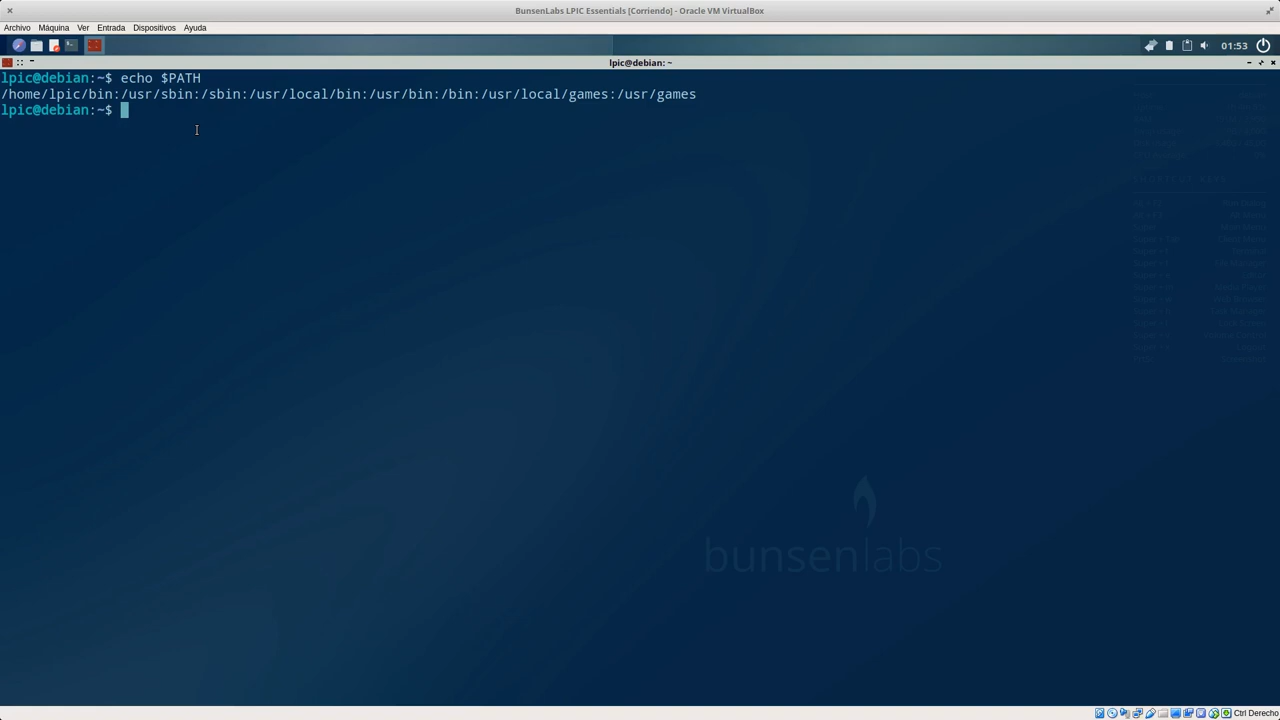 BunsenLabs LPIC Essentials [Corriendo] - Oracle VM VirtualBox
Archivo Máquina Ver Entrada Dispositivos Ayuda
01:53
lpic@debian: ~
lpic@debian:~$ echo $PATH
/home/lpic/bin:/usr/sbin:/sbin:/usr/local/bin:/usr/bin:/bin:/usr/local/games:/usr/games
lpic@debian:~$
bunsenlabs
Ctrl Derecho